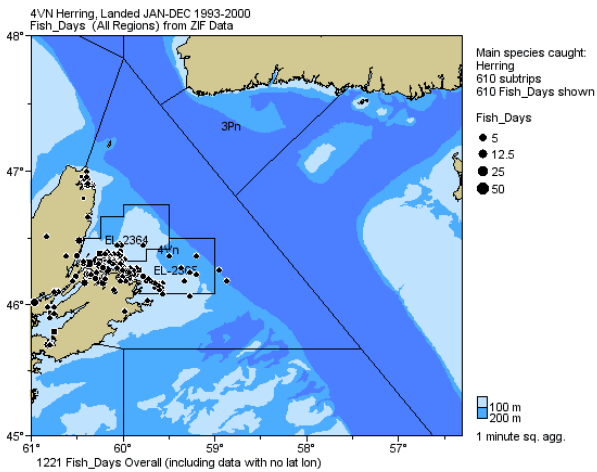 4VN Herring, Landed JAN-DEC 1993-2000
Fish_Days (All Regions) from ZIF Data
48°
47°
46°
45°
61°
60°
59°
58°
57°
3Pn
EL-2364
4Vn
EL-2365
Main species caught:
Herring
610 subtrips
610 Fish_Days shown
Fish_Days
5
12.5
25
50
100 m
200 m
1 minute sq. agg.
1221 Fish_Days Overall (including data with no lat lon)